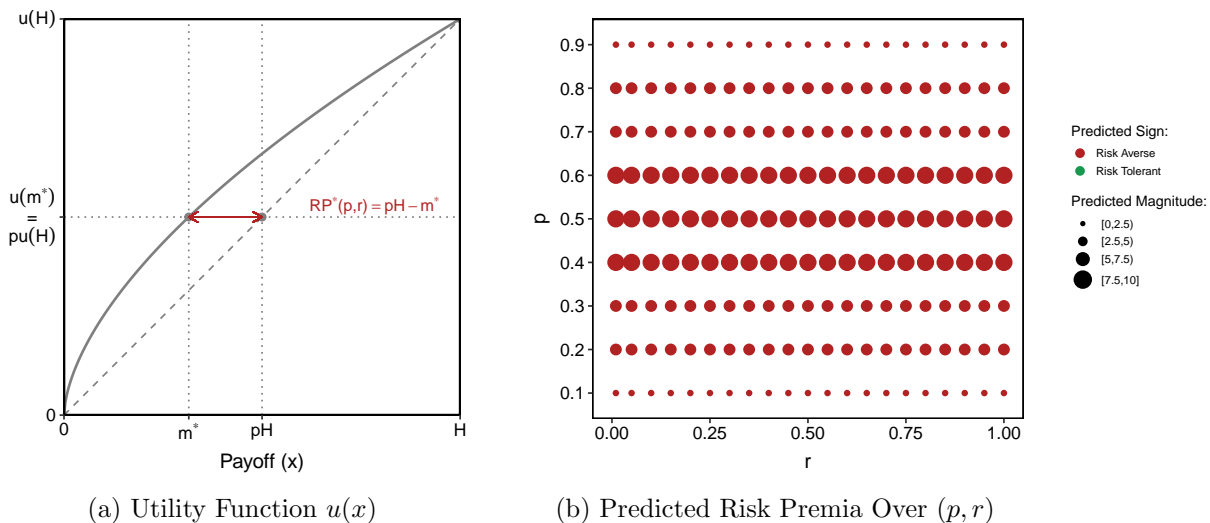 u(H)
u(m*)
=
pu(H)
0
RP*(p,r) = pH − m*
0
m*
pH
H
Payoff (x)
(a) Utility Function u(x)
p
0.9
0.8
0.7
0.6
0.5
0.4
0.3
0.2
0.1
0.00
0.25
0.50
0.75
1.00
r
(b) Predicted Risk Premia Over (p, r)
Predicted Sign:
Risk Averse
Risk Tolerant
Predicted Magnitude:
[0,2.5)
[2.5,5)
[5,7.5)
[7.5,10]